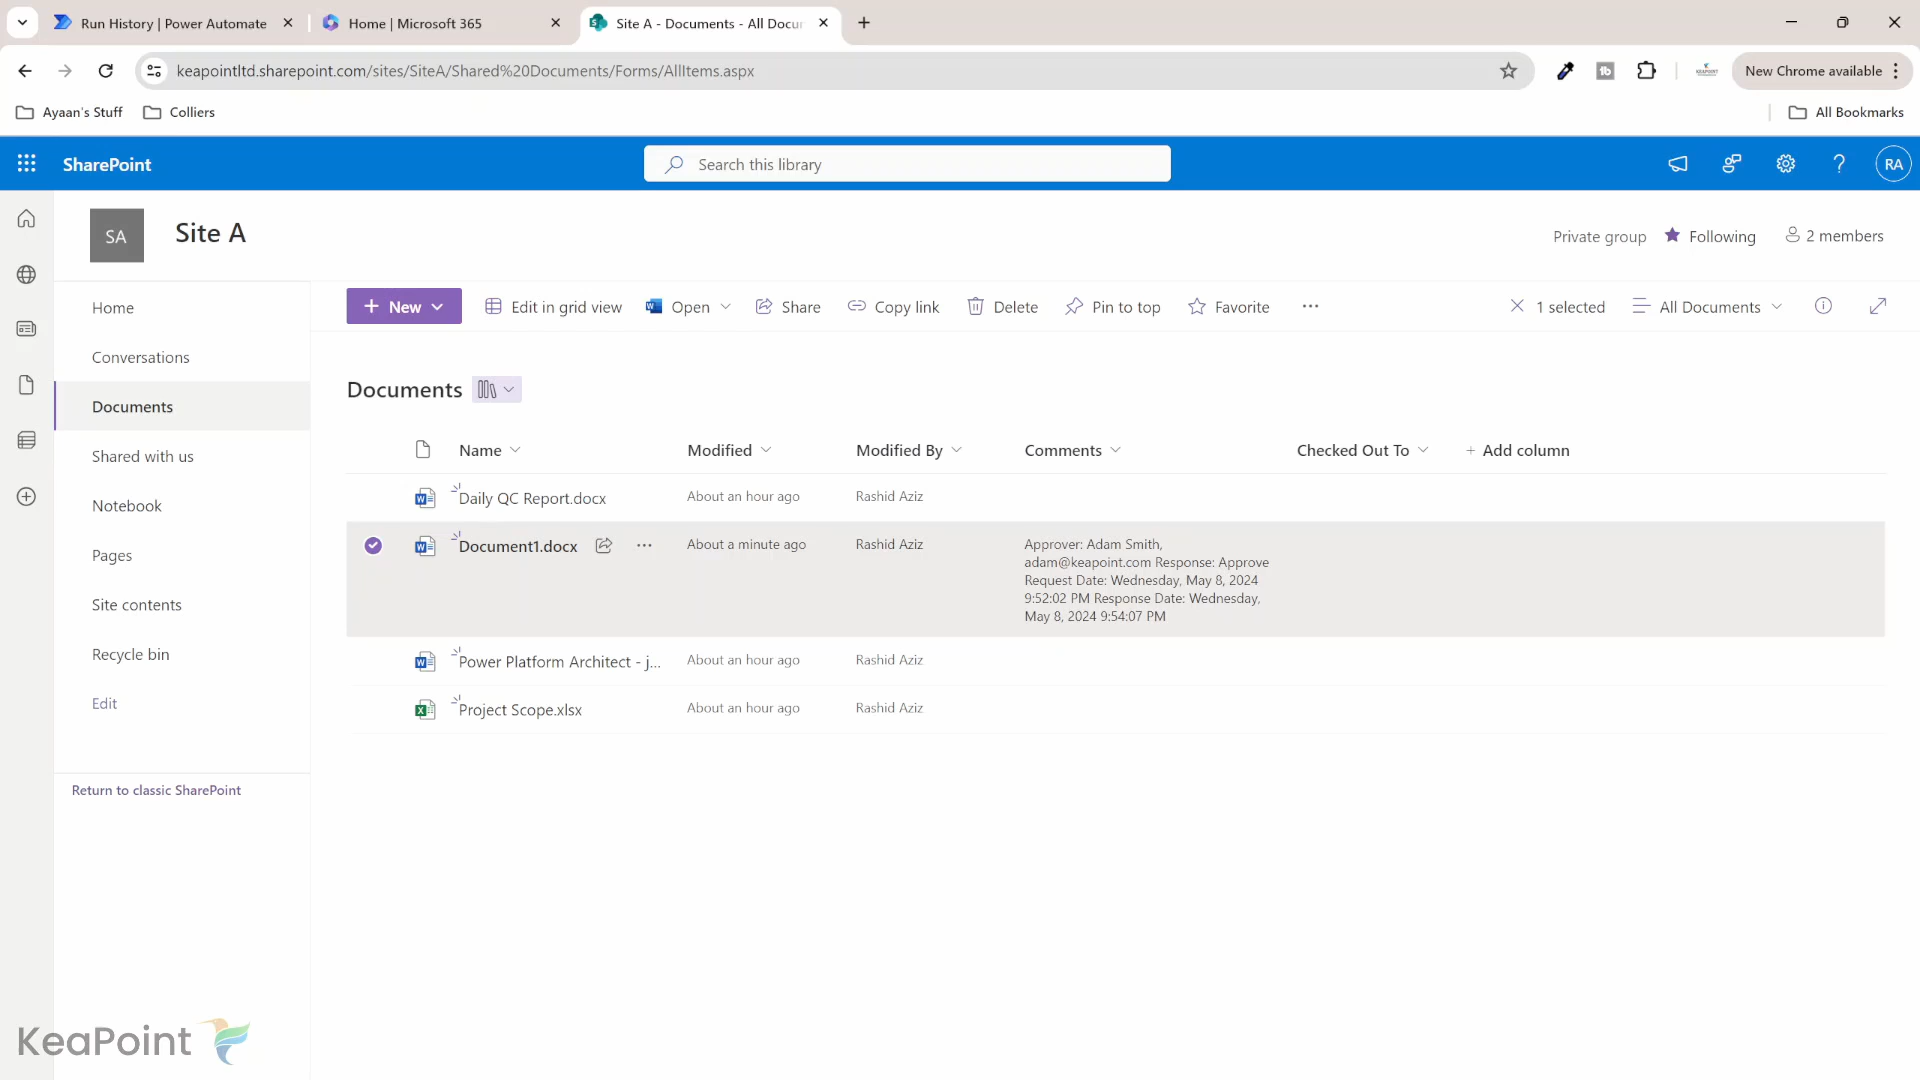 Run History | Power Automate
Home | Microsoft 365
Site A - Documents - All Docu
keapointltd.sharepoint.com/sites/SiteA/Shared%20Documents/Forms/AllItems.aspx
tb
KEAPOINT
New Chrome available
Ayaan's Stuff
Colliers
All Bookmarks
SharePoint
Search this library
RA
SA
Site A
Private group
Following
2 members
Home
Conversations
Documents
Shared with us
Notebook
Pages
Site contents
Recycle bin
Edit
Return to classic SharePoint
New
Edit in grid view
Open
Share
Copy link
Delete
Pin to top
Favorite
1 selected
All Documents
Documents
Name
Modified
Modified By
Comments
Checked Out To
Add column
Daily QC Report.docx
About an hour ago
Rashid Aziz
Document1.docx
About a minute ago
Rashid Aziz
Approver: Adam Smith,
adam@keapoint.com Response: Approve
Request Date: Wednesday, May 8, 2024
9:52:02 PM Response Date: Wednesday,
May 8, 2024 9:54:07 PM
Power Platform Architect - j...
About an hour ago
Rashid Aziz
Project Scope.xlsx
About an hour ago
Rashid Aziz
KeaPoint